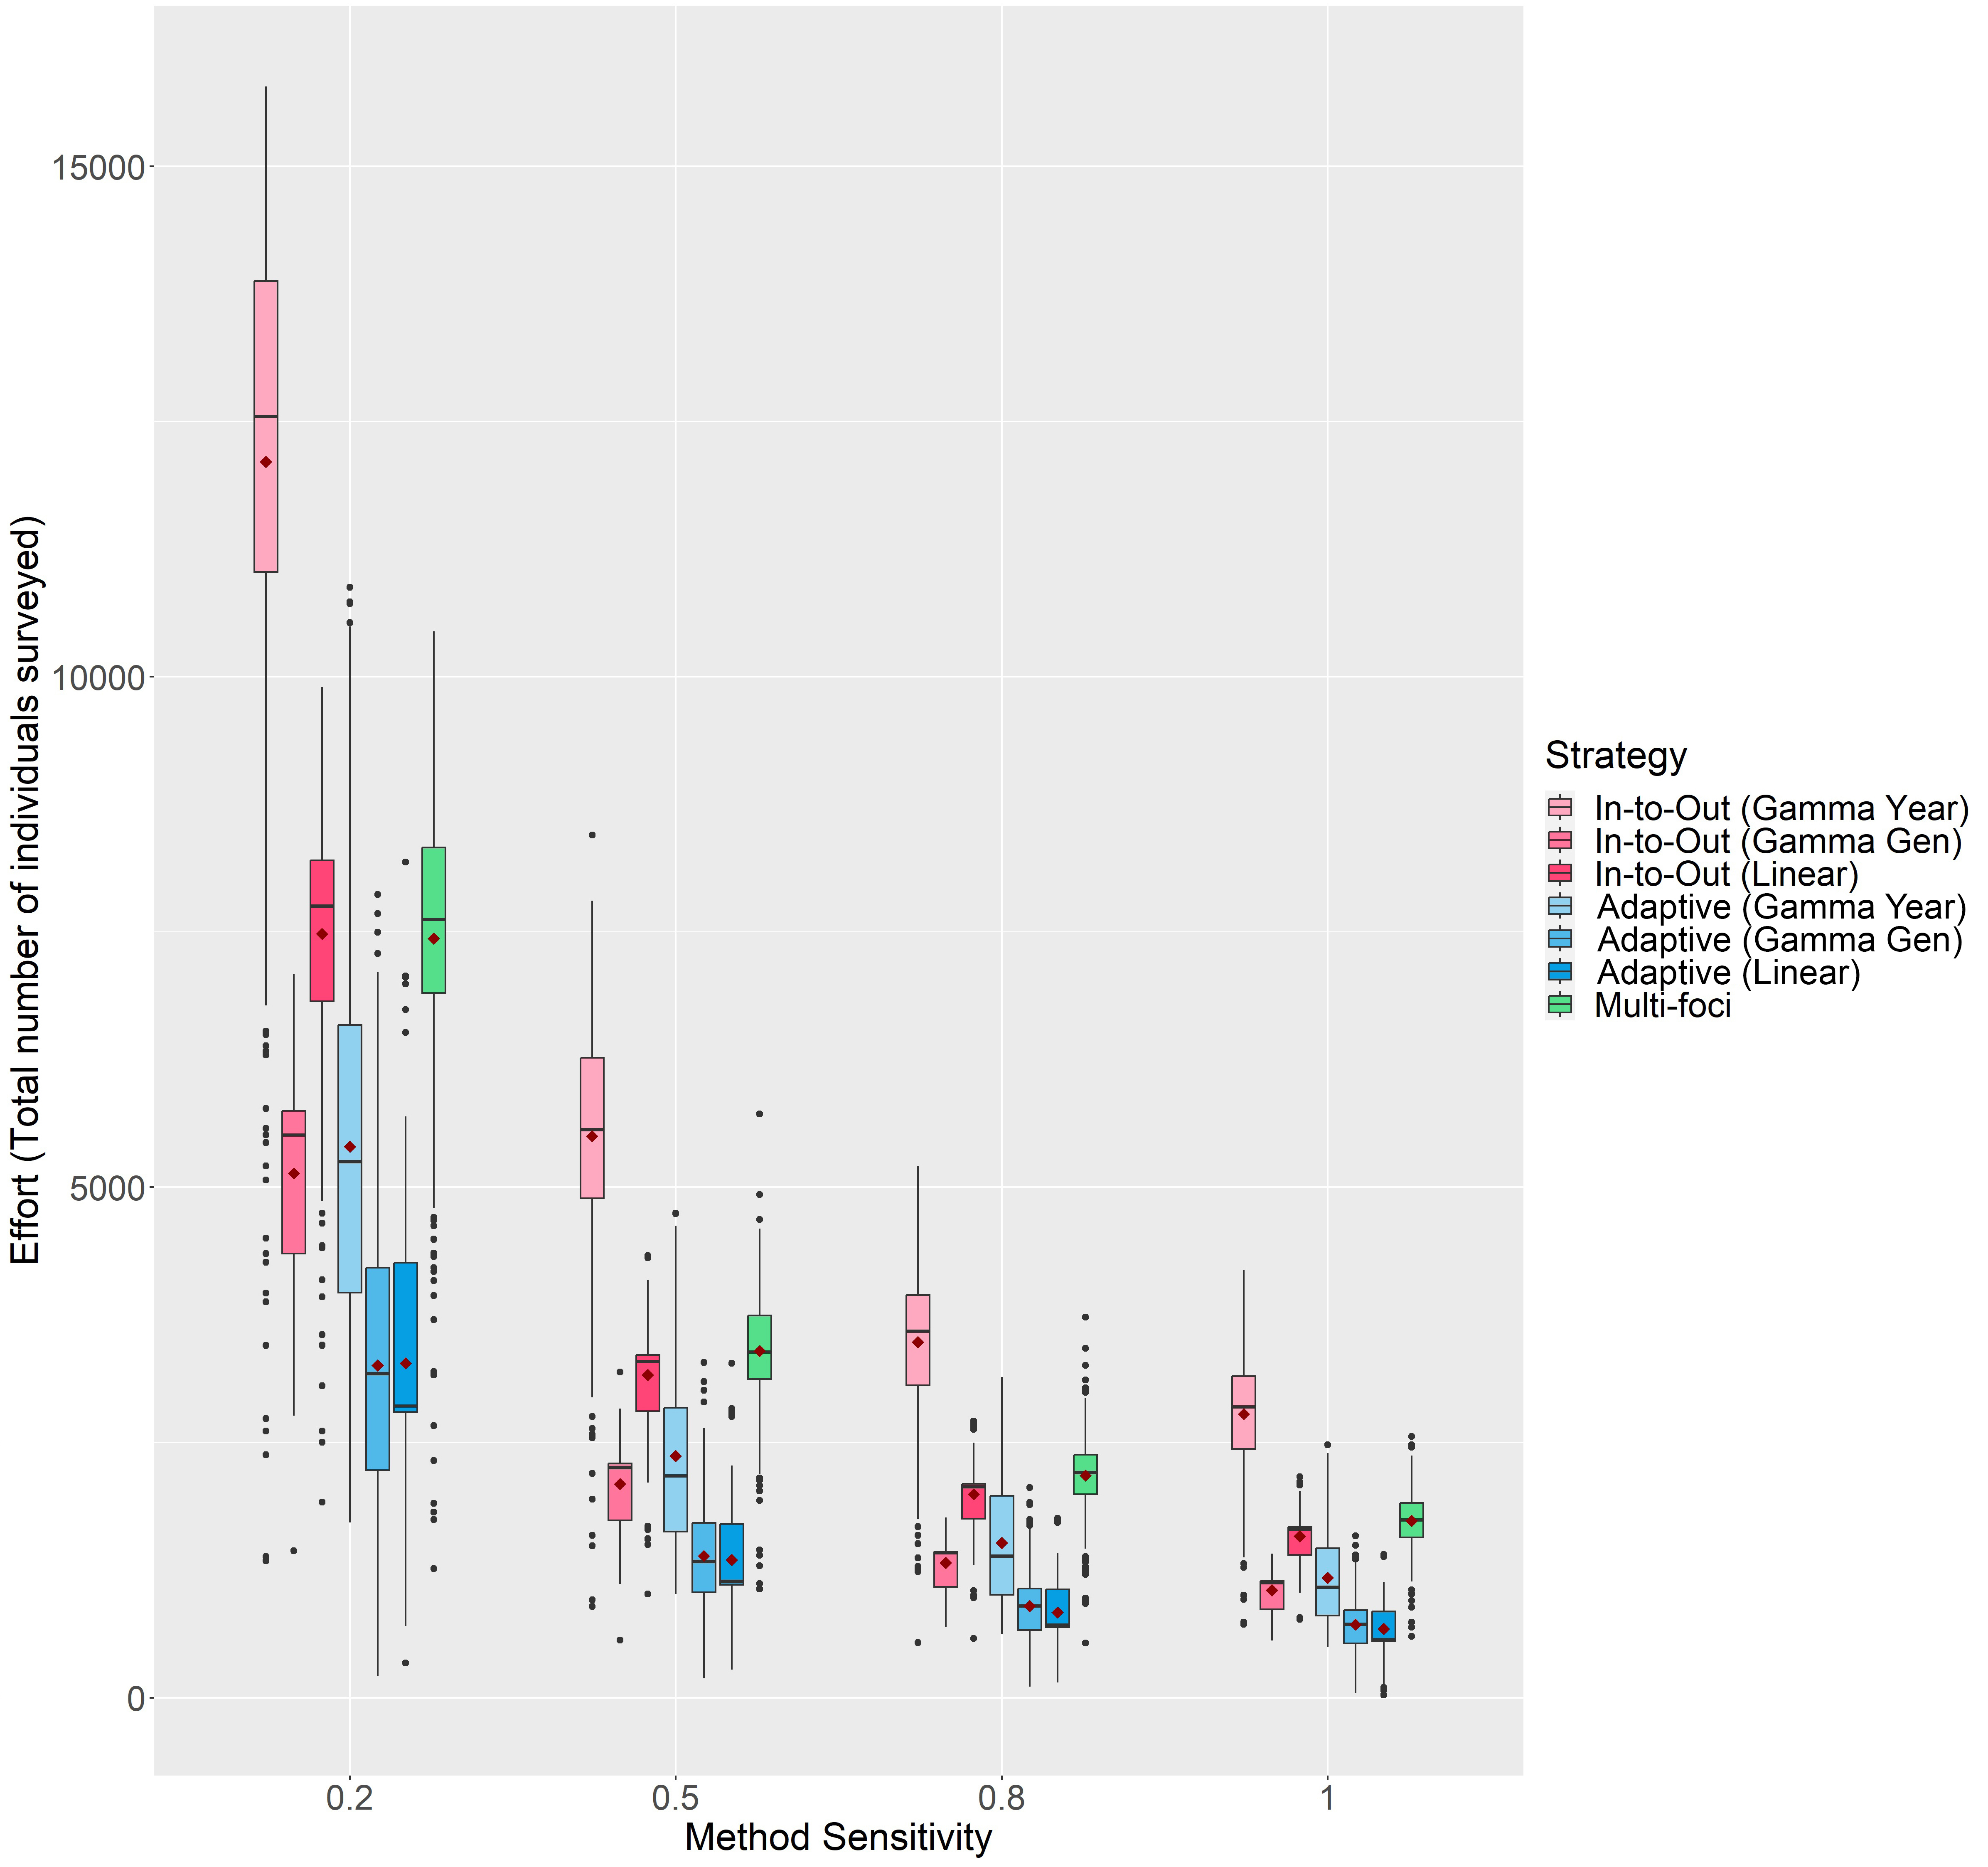 Effort (Total number of individuals surveyed)
15000
10000
5000
0
0.2
0.5
0.8
1
Method Sensitivity
Strategy
In-to-Out (Gamma Year)
In-to-Out (Gamma Gen)
In-to-Out (Linear)
Adaptive (Gamma Year)
Adaptive (Gamma Gen)
Adaptive (Linear)
Multi-foci